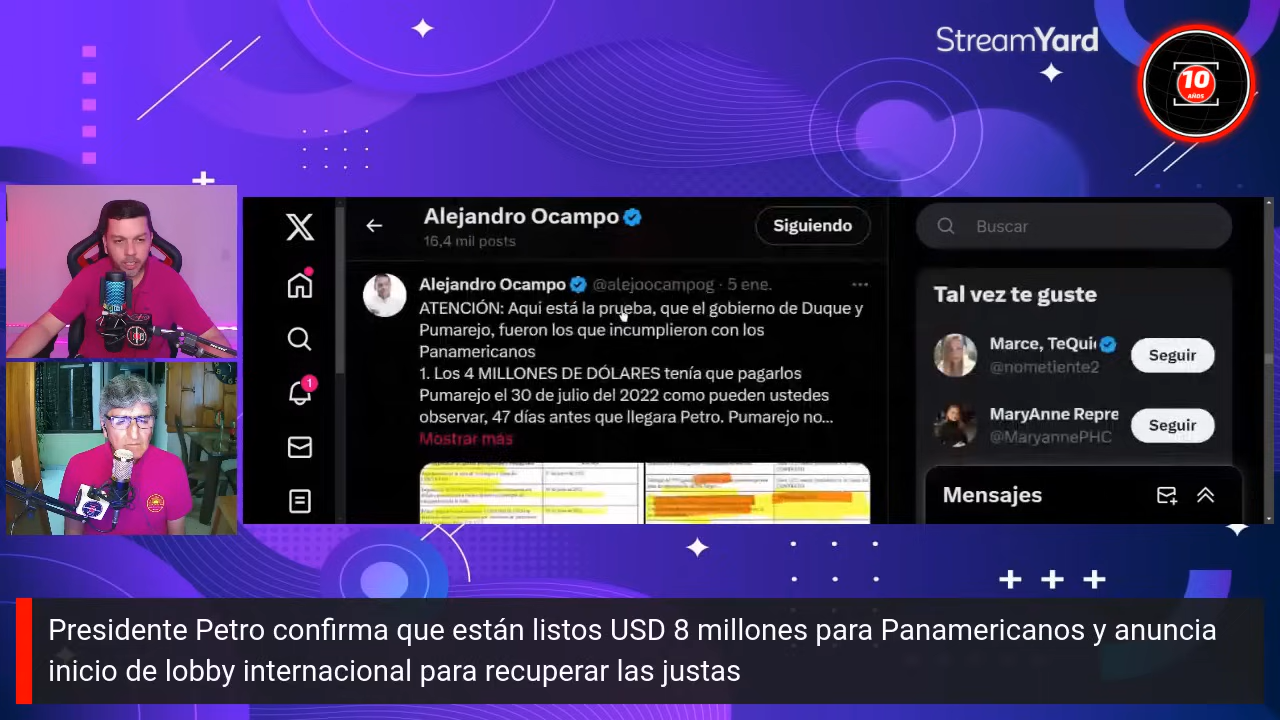 StreamYard
10
AÑOS
Alejandro Ocampo
16,4 mil posts
Siguiendo
Buscar
Alejandro Ocampo @alejoocampog · 5 ene.
ATENCIÓN: Aqui está la prueba, que el gobierno de Duque y
Pumarejo, fueron los que incumplieron con los
Panamericanos
1. Los 4 MILLONES DE DÓLARES tenía que pagarlos
Pumarejo el 30 de julio del 2022 como pueden ustedes
observar, 47 días antes que llegara Petro. Pumarejo no...
Mostrar más
1
Tal vez te guste
Marce, TeQui
@nometiente2
Seguir
MaryAnne Repre
@MaryannePHC
Seguir
Mensajes
Presidente Petro confirma que están listos USD 8 millones para Panamericanos y anuncia
inicio de lobby internacional para recuperar las justas